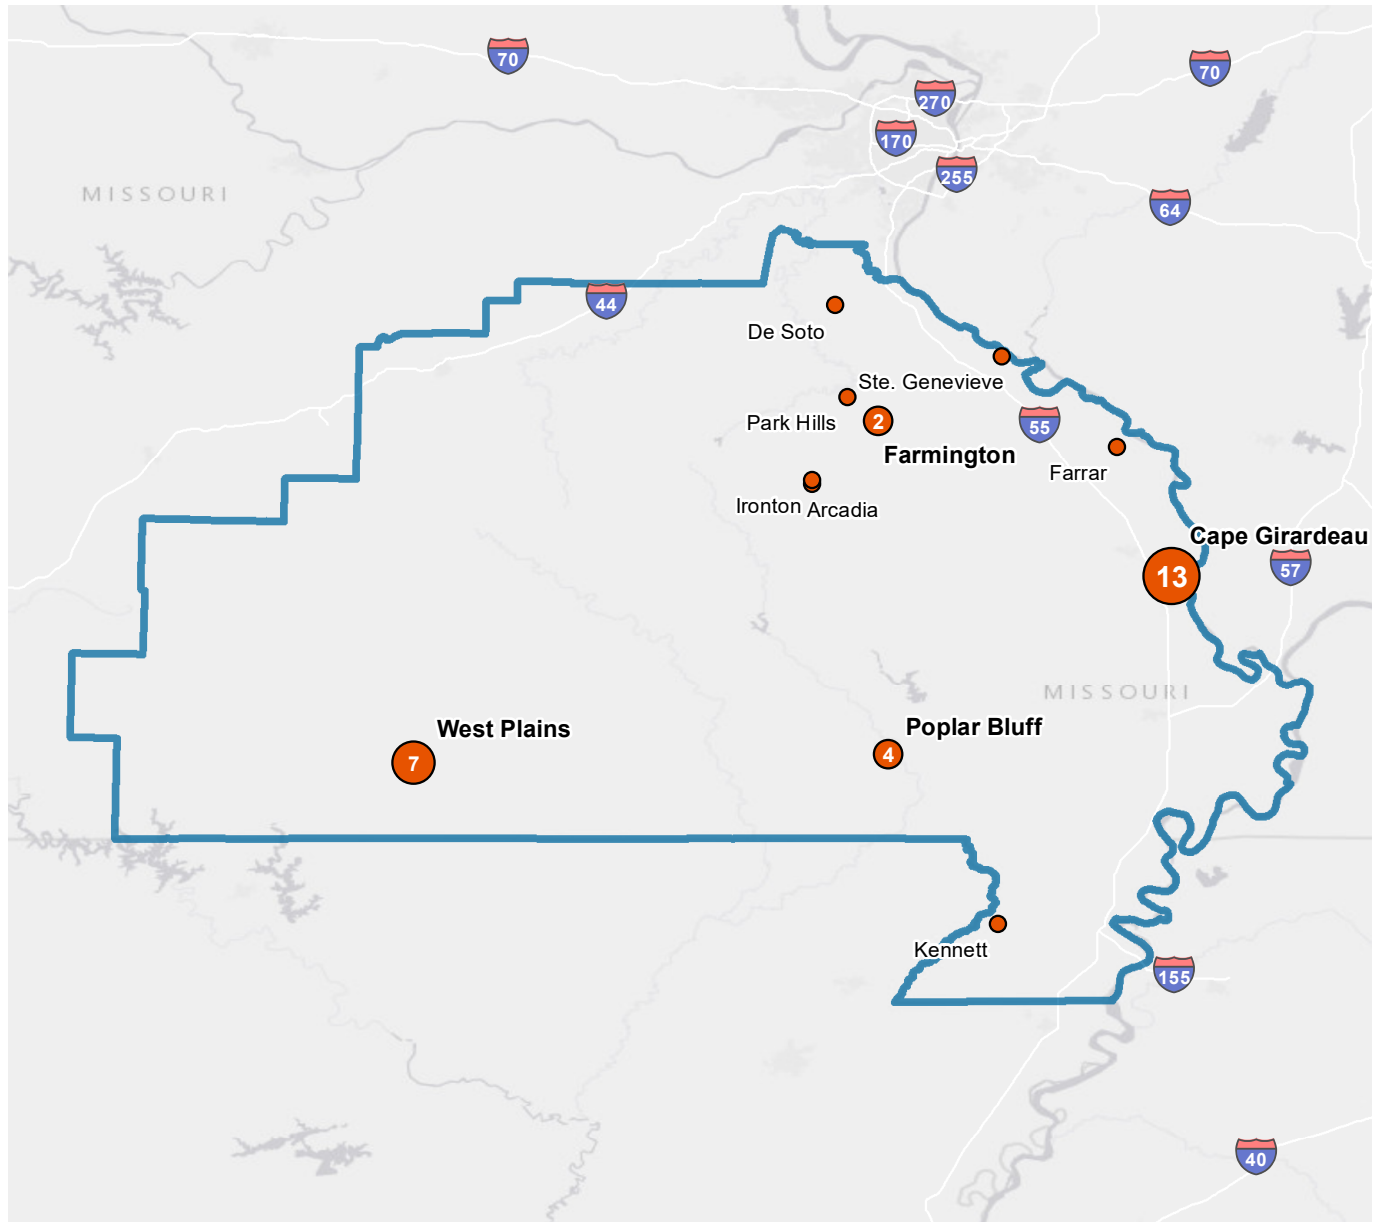 70
70
270
170
255
MISSOURI
64
44
De Soto
Ste. Genevieve
Park Hills
2
55
Farmington
Farrar
Ironton
Arcadia
Cape Girardeau
57
13
MISSOURI
West Plains
Poplar Bluff
7
4
Kennett
155
40